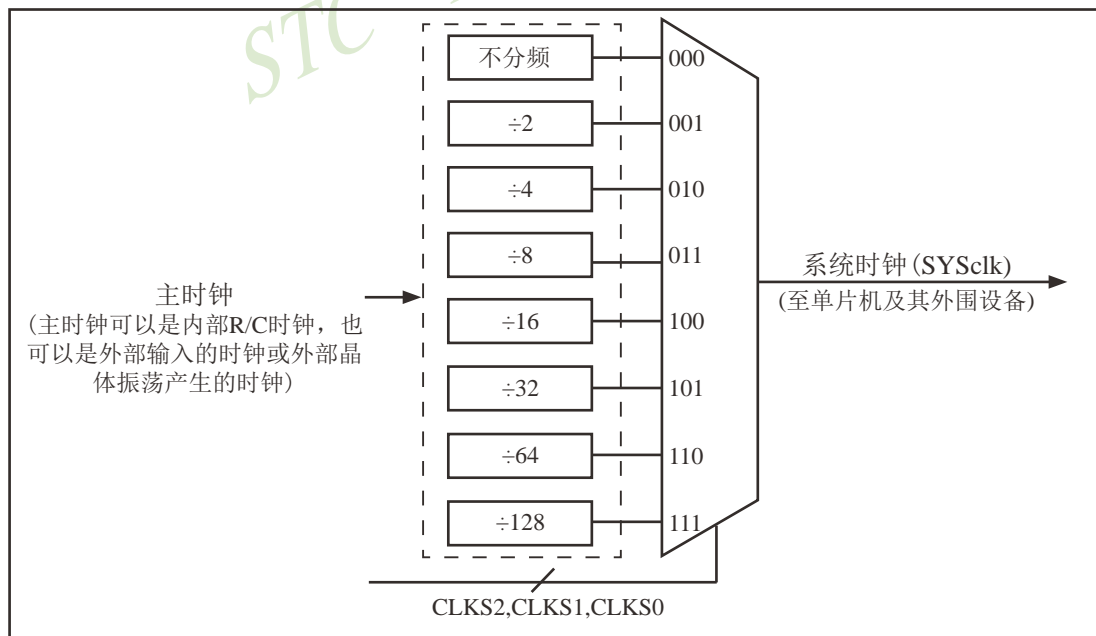 STC
不分频
000
÷2
001
÷4
010
÷8
011
÷16
100
÷32
101
÷64
110
÷128
111
主时钟
(主时钟可以是内部R/C时钟，也
可以是外部输入的时钟或外部晶
体振荡产生的时钟)
系统时钟(SYSclk)
(至单片机及其外围设备)
CLKS2,CLKS1,CLKS0